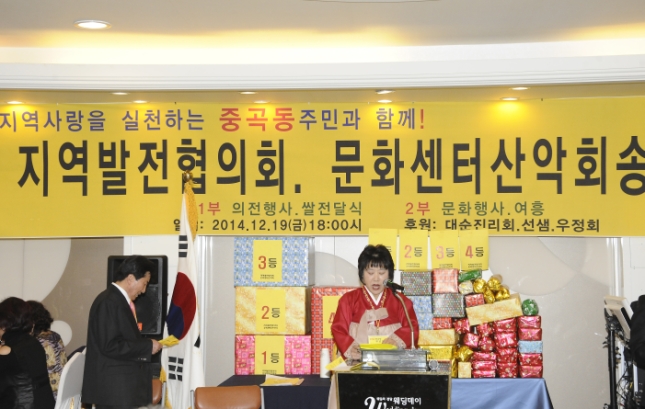 지역사랑을 실천하는 중곡동주민과 함께!
지역발전협의회. 문화센터산악회송
1부 의전행사.쌀전달식 2부 문화행사.여흥
일시: 2014.12.19(금)18:00시 후원: 대순진리회.선샘.우정회
3등
2등
1등
2등
3등
4등
웨딩데이